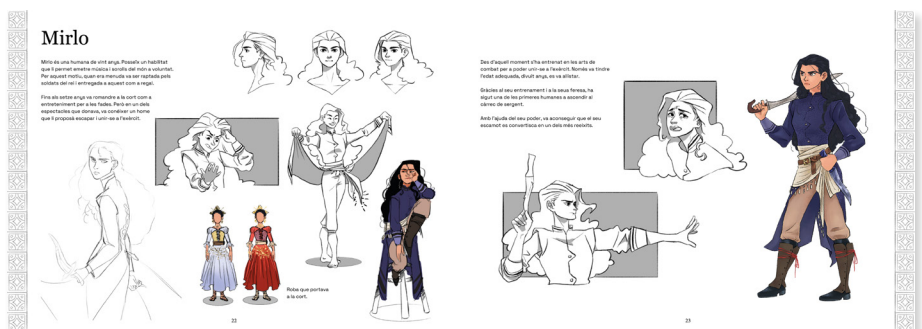 Mirlo
Mirlo és una humana de vint anys. Posseïx un habilitat
que li permet emetre música i sorolls del món a voluntat.
Per aquest motiu, quan era menuda va ser raptada pels
soldats del rei i entregada a aquest com a regal.
Fins als setze anys va romandre a la cort com a
entreteniment per a les fades. Però en un dels
espectacles que donava, va conéixer un home
que li proposà escapar i unir-se a l'exèrcit.
Roba que portava
a la cort.
22
Des d'aquell moment s'ha entrenat en les arts de
combat per a poder unir-se a l'exèrcit. Només va tindre
l'edat adequada, divuit anys, es va allistar.
Gràcies al seu entrenament i a la seua feresa, ha
sigut una de les primeres humanes a ascendir al
càrrec de sergent.
Amb l'ajuda del seu poder, va aconseguir que el seu
escamot es convertisca en un dels més reeixits.
23